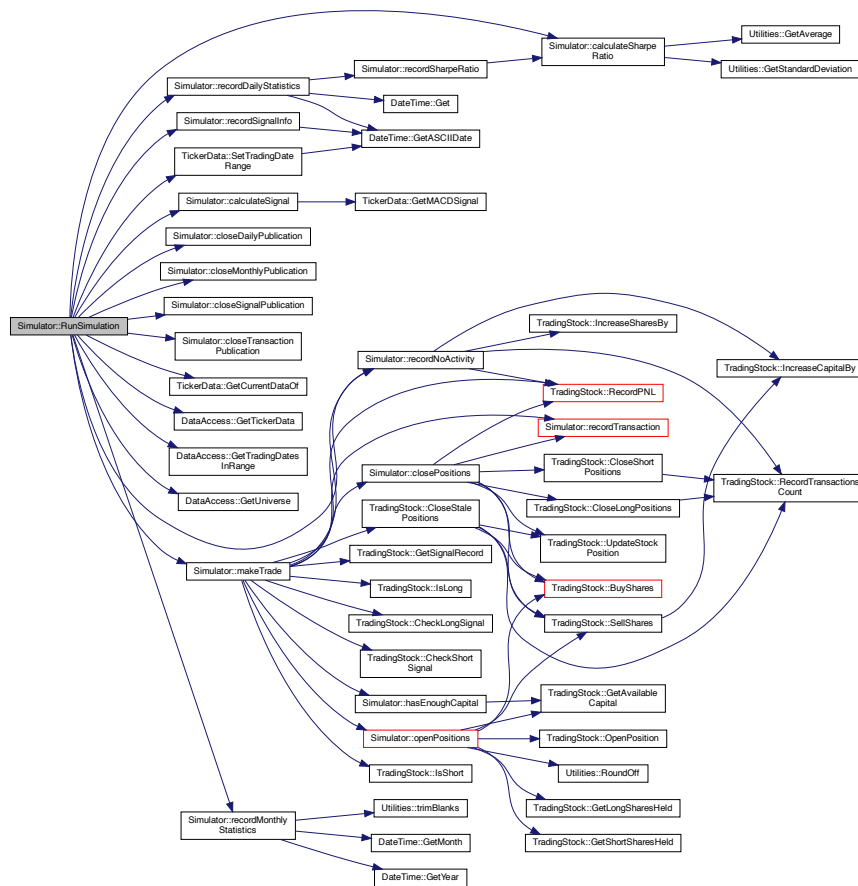 Utilities::GetAverage
Simulator::calculateSharpe
Ratio
Utilities::GetStandardDeviation
Simulator::recordSharpeRatio
Simulator::recordDailyStatistics
DateTime::Get
Simulator::recordSignalInfo
DateTime::GetASCIIDate
TickerData::SetTradingDate
Range
Simulator::calculateSignal
TickerData::GetMACDSignal
Simulator::closeDailyPublication
Simulator::closeMonthlyPublication
Simulator::closeSignalPublication
Simulator::RunSimulation
Simulator::closeTransaction
Publication
TickerData::GetCurrentDataOf
DataAccess::GetTickerData
DataAccess::GetTradingDates
InRange
DataAccess::GetUniverse
Simulator::makeTrade
Simulator::recordNoActivity
TradingStock::IncreaseSharesBy
TradingStock::IncreaseCapitalBy
TradingStock::RecordPNL
Simulator::recordTransaction
Simulator::closePositions
TradingStock::CloseShort
Positions
TradingStock::RecordTransactions
Count
TradingStock::CloseLongPositions
TradingStock::CloseStale
Positions
TradingStock::UpdateStock
Position
TradingStock::GetSignalRecord
TradingStock::IsLong
TradingStock::BuyShares
TradingStock::CheckLongSignal
TradingStock::SellShares
TradingStock::CheckShort
Signal
Simulator::hasEnoughCapital
TradingStock::GetAvailable
Capital
Simulator::openPositions
TradingStock::OpenPosition
TradingStock::IsShort
Utilities::RoundOff
TradingStock::GetLongSharesHeld
TradingStock::GetShortSharesHeld
Simulator::recordMonthly
Statistics
Utilities::trimBlanks
DateTime::GetMonth
DateTime::GetYear